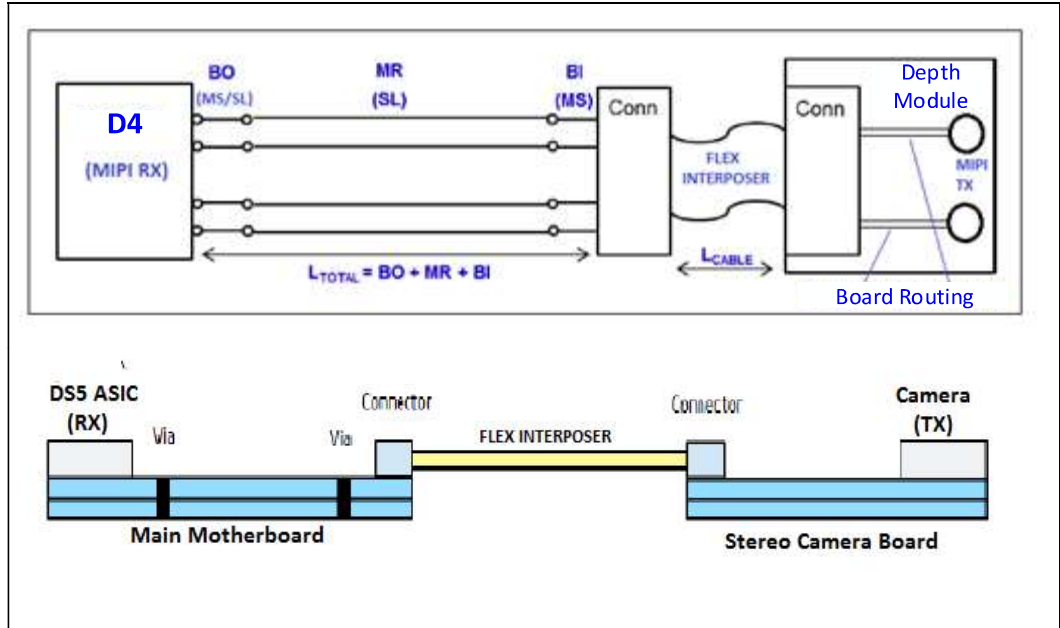 BO
MR
BI
Depth
(MS/SL)
(SL)
(MS)
Conn
Conn
Module
D4
(MIPI RX)
FLEX
INTERPOSER
MIPI
TX
L_TOTAL = BO + MR + BI
L_CABLE
Board Routing
DS5 ASIC
(RX)
Via
Via
Connector
FLEX INTERPOSER
Connector
Camera
(TX)
Main Motherboard
Stereo Camera Board